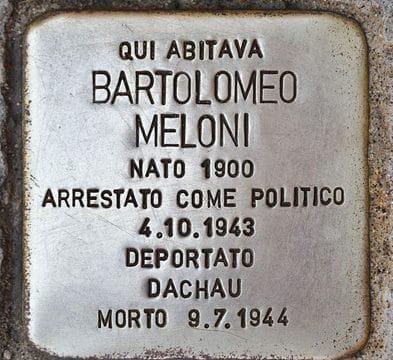 QUI ABITAVA
BARTOLOMEO
MELONI
NATO 1900
ARRESTATO COME POLITICO
4.10.1943
DEPORTATO
DACHAU
MORTO 9.7.1944